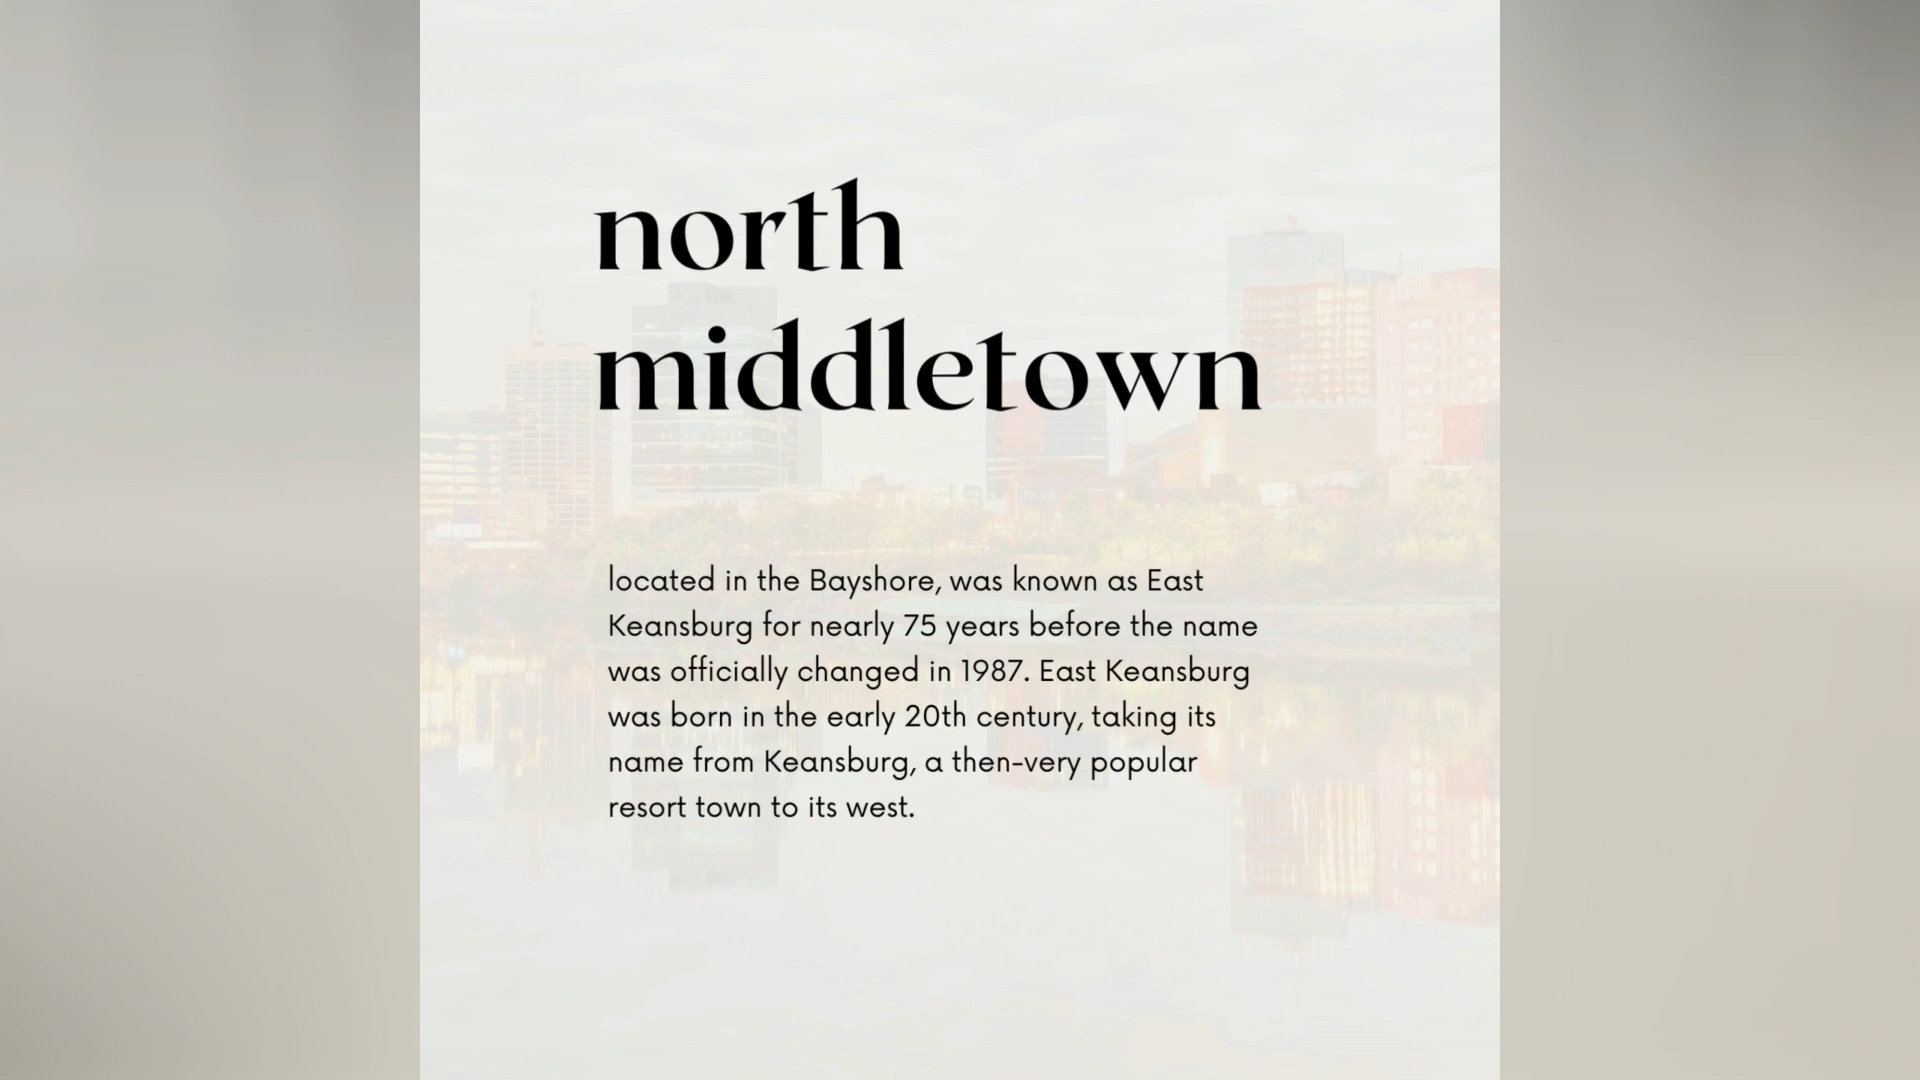 north
middletown
located in the Bayshore, was known as East
Keansburg for nearly 75 years before the name
was officially changed in 1987. East Keansburg
was born in the early 20th century, taking its
name from Keansburg, a then-very popular
resort town to its west.